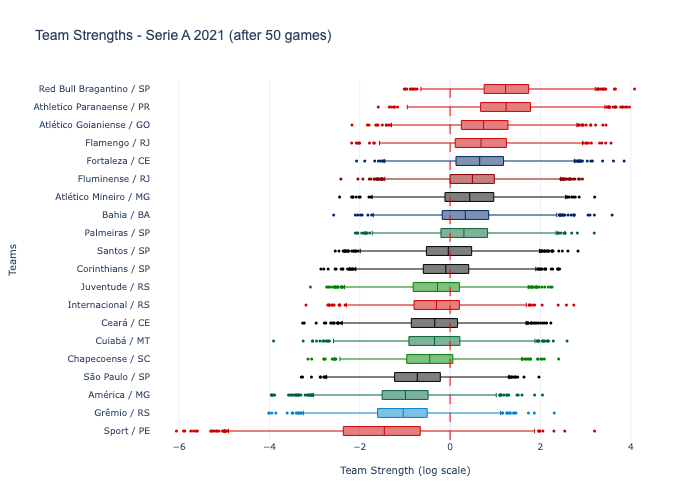 Team Strengths - Serie A 2021 (after 50 games)
Red Bull Bragantino / SP
Athletico Paranaense / PR
Atlético Goianiense / GO
Flamengo / RJ
Fortaleza / CE
Fluminense / RJ
Atlético Mineiro / MG
Bahia / BA
Palmeiras / SP
Santos / SP
Corinthians / SP
Juventude / RS
Internacional / RS
Ceará / CE
Cuiabá / MT
Chapecoense / SC
São Paulo / SP
América / MG
Grêmio / RS
Sport / PE
Teams
−6 −4 −2 0 2 4
Team Strength (log scale)